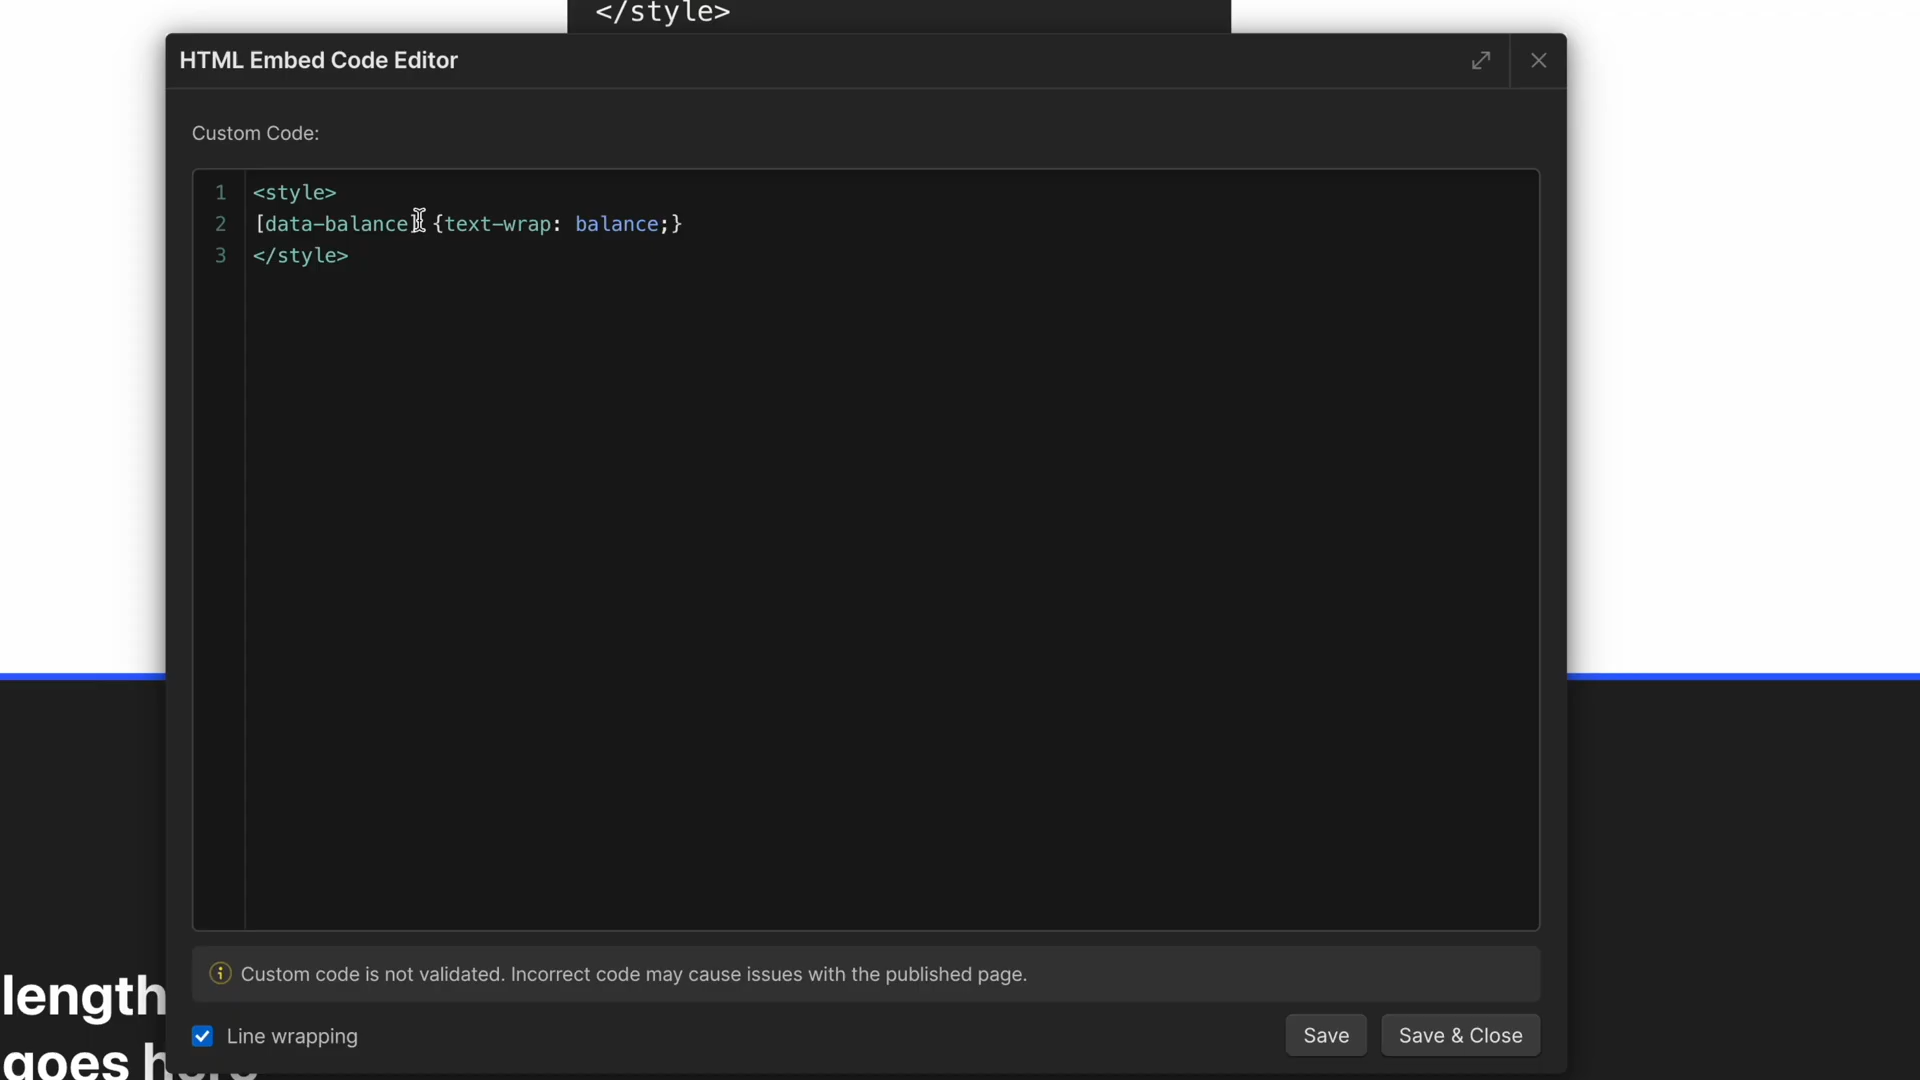 </style>
HTML Embed Code Editor
Custom Code:
1 <style>
2 [data-balance] {text-wrap: balance;}
3 </style>
Custom code is not validated. Incorrect code may cause issues with the published page.
Line wrapping
Save
Save & Close
length
goes here